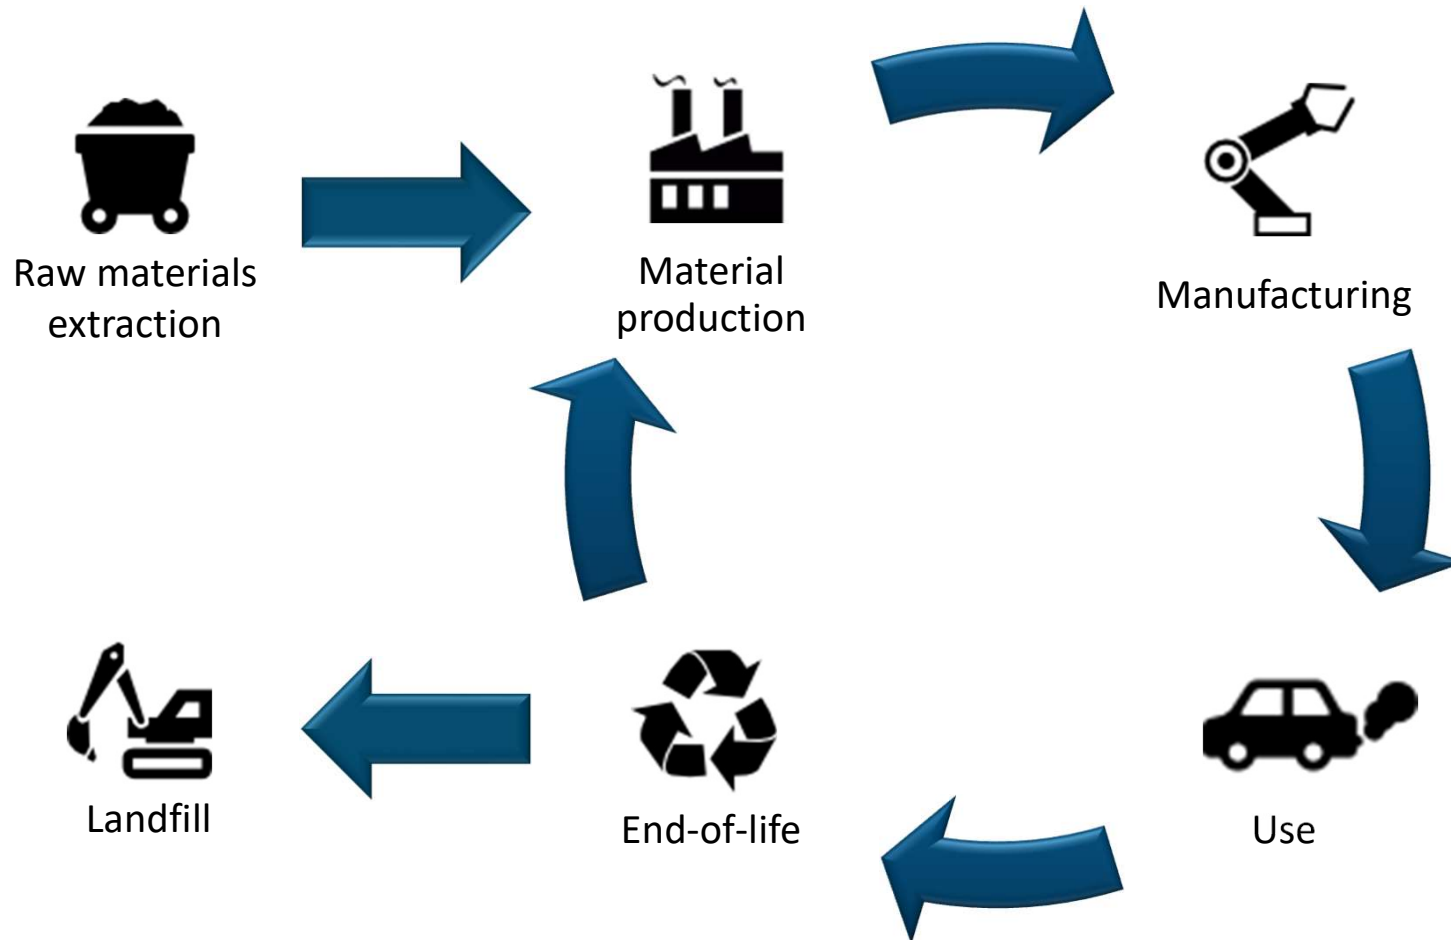 Raw materials
extraction
Material
production
Manufacturing
Landfill
End-of-life
Use